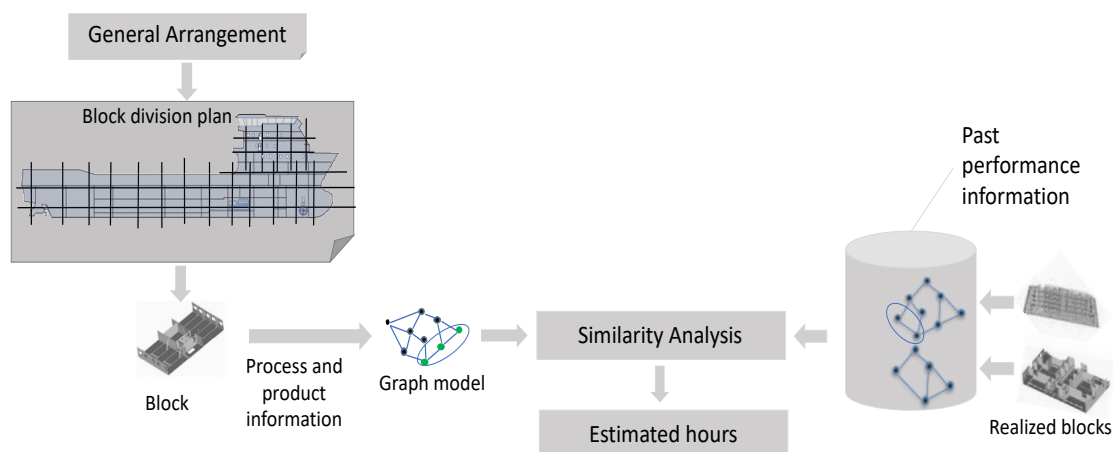 General Arrangement
Block division plan
Past
performance
information
Similarity Analysis
Process and
product
information
Graph model
Block
Estimated hours
Realized blocks